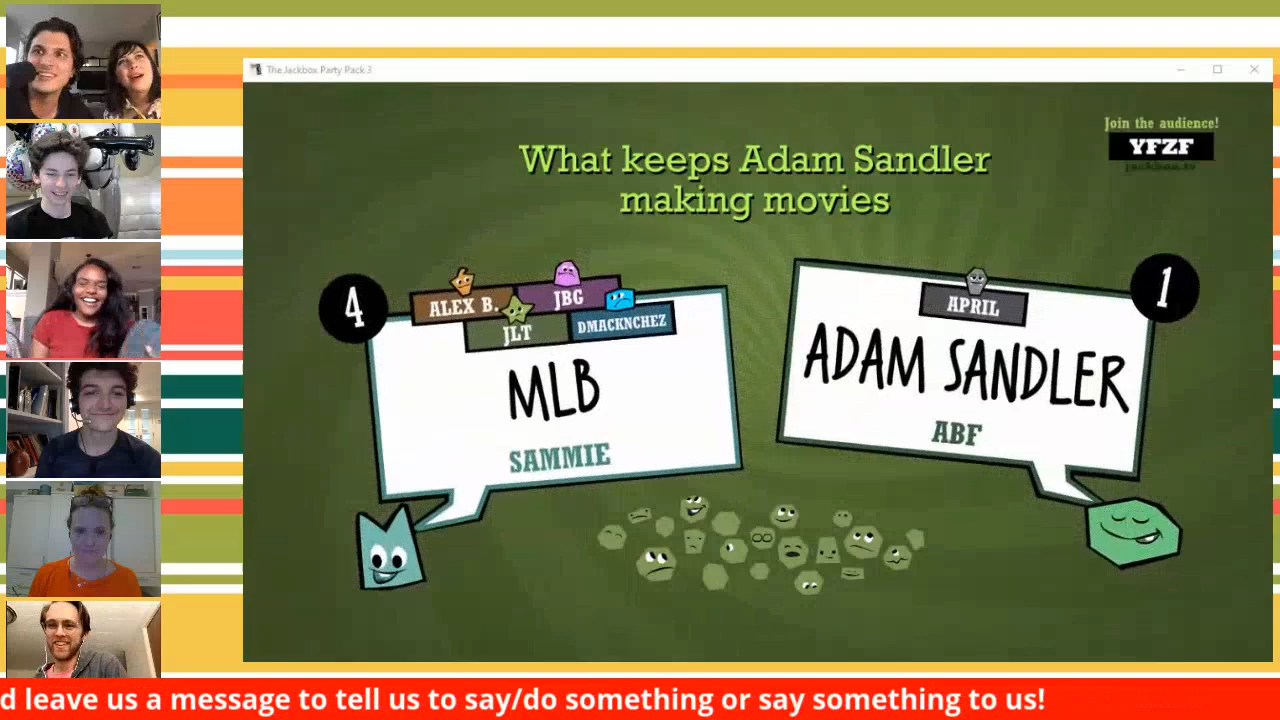 The Jackbox Party Pack 3
Join the audience!
YFZF
jackbox.tv
What keeps Adam Sandler
making movies
4
ALEX B.
JBG
JLT
DMACKNCHEZ
MLB
SAMMIE
1
APRIL
ADAM SANDLER
ABF
d leave us a message to tell us to say/do something or say something to us!